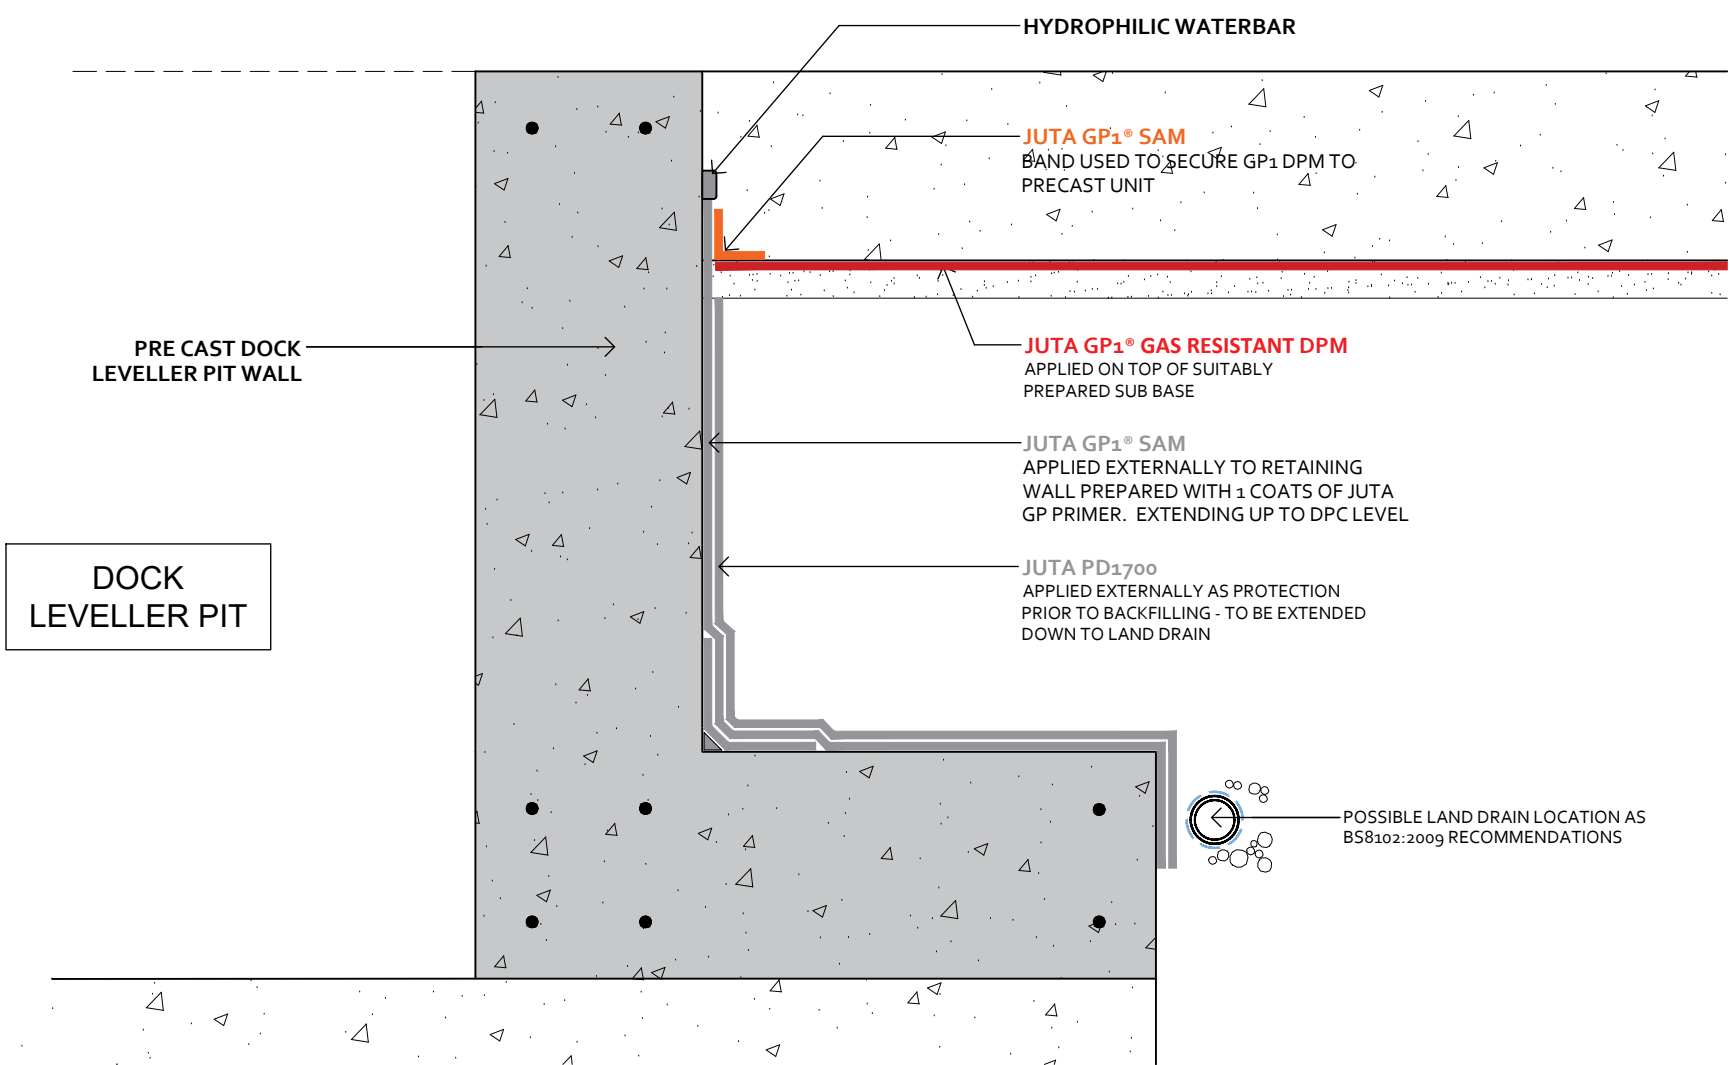 HYDROPHILIC WATERBAR
JUTA GP1® SAM
BAND USED TO SECURE GP1 DPM TO
PRECAST UNIT
PRE CAST DOCK
LEVELLER PIT WALL
JUTA GP1® GAS RESISTANT DPM
APPLIED ON TOP OF SUITABLY
PREPARED SUB BASE
JUTA GP1® SAM
APPLIED EXTERNALLY TO RETAINING
WALL PREPARED WITH 1 COATS OF JUTA
GP PRIMER. EXTENDING UP TO DPC LEVEL
DOCK
LEVELLER PIT
JUTA PD1700
APPLIED EXTERNALLY AS PROTECTION
PRIOR TO BACKFILLING - TO BE EXTENDED
DOWN TO LAND DRAIN
POSSIBLE LAND DRAIN LOCATION AS
BS8102:2009 RECOMMENDATIONS